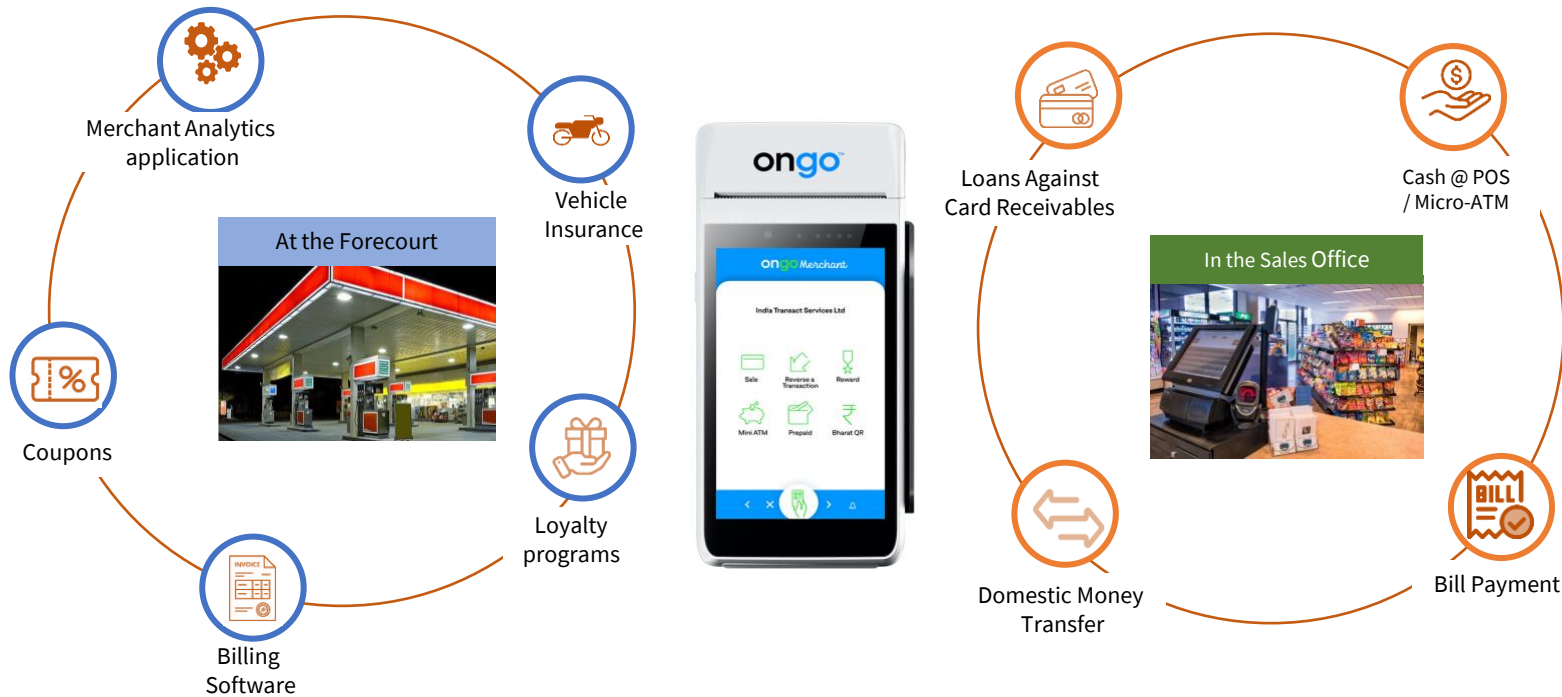 Merchant Analytics
application
Vehicle
Insurance
At the Forecourt
%
Coupons
Loyalty
programs
INVOICE
Billing
Software
ongo™
ongo Merchant
India Transact Services Ltd
Sale
Reverse a
Transaction
Reward
Mini ATM
Prepaid
Bharat QR
Loans Against
Card Receivables
$
Cash @ POS
/ Micro-ATM
In the Sales Office
Domestic Money
Transfer
BILL
Bill Payment